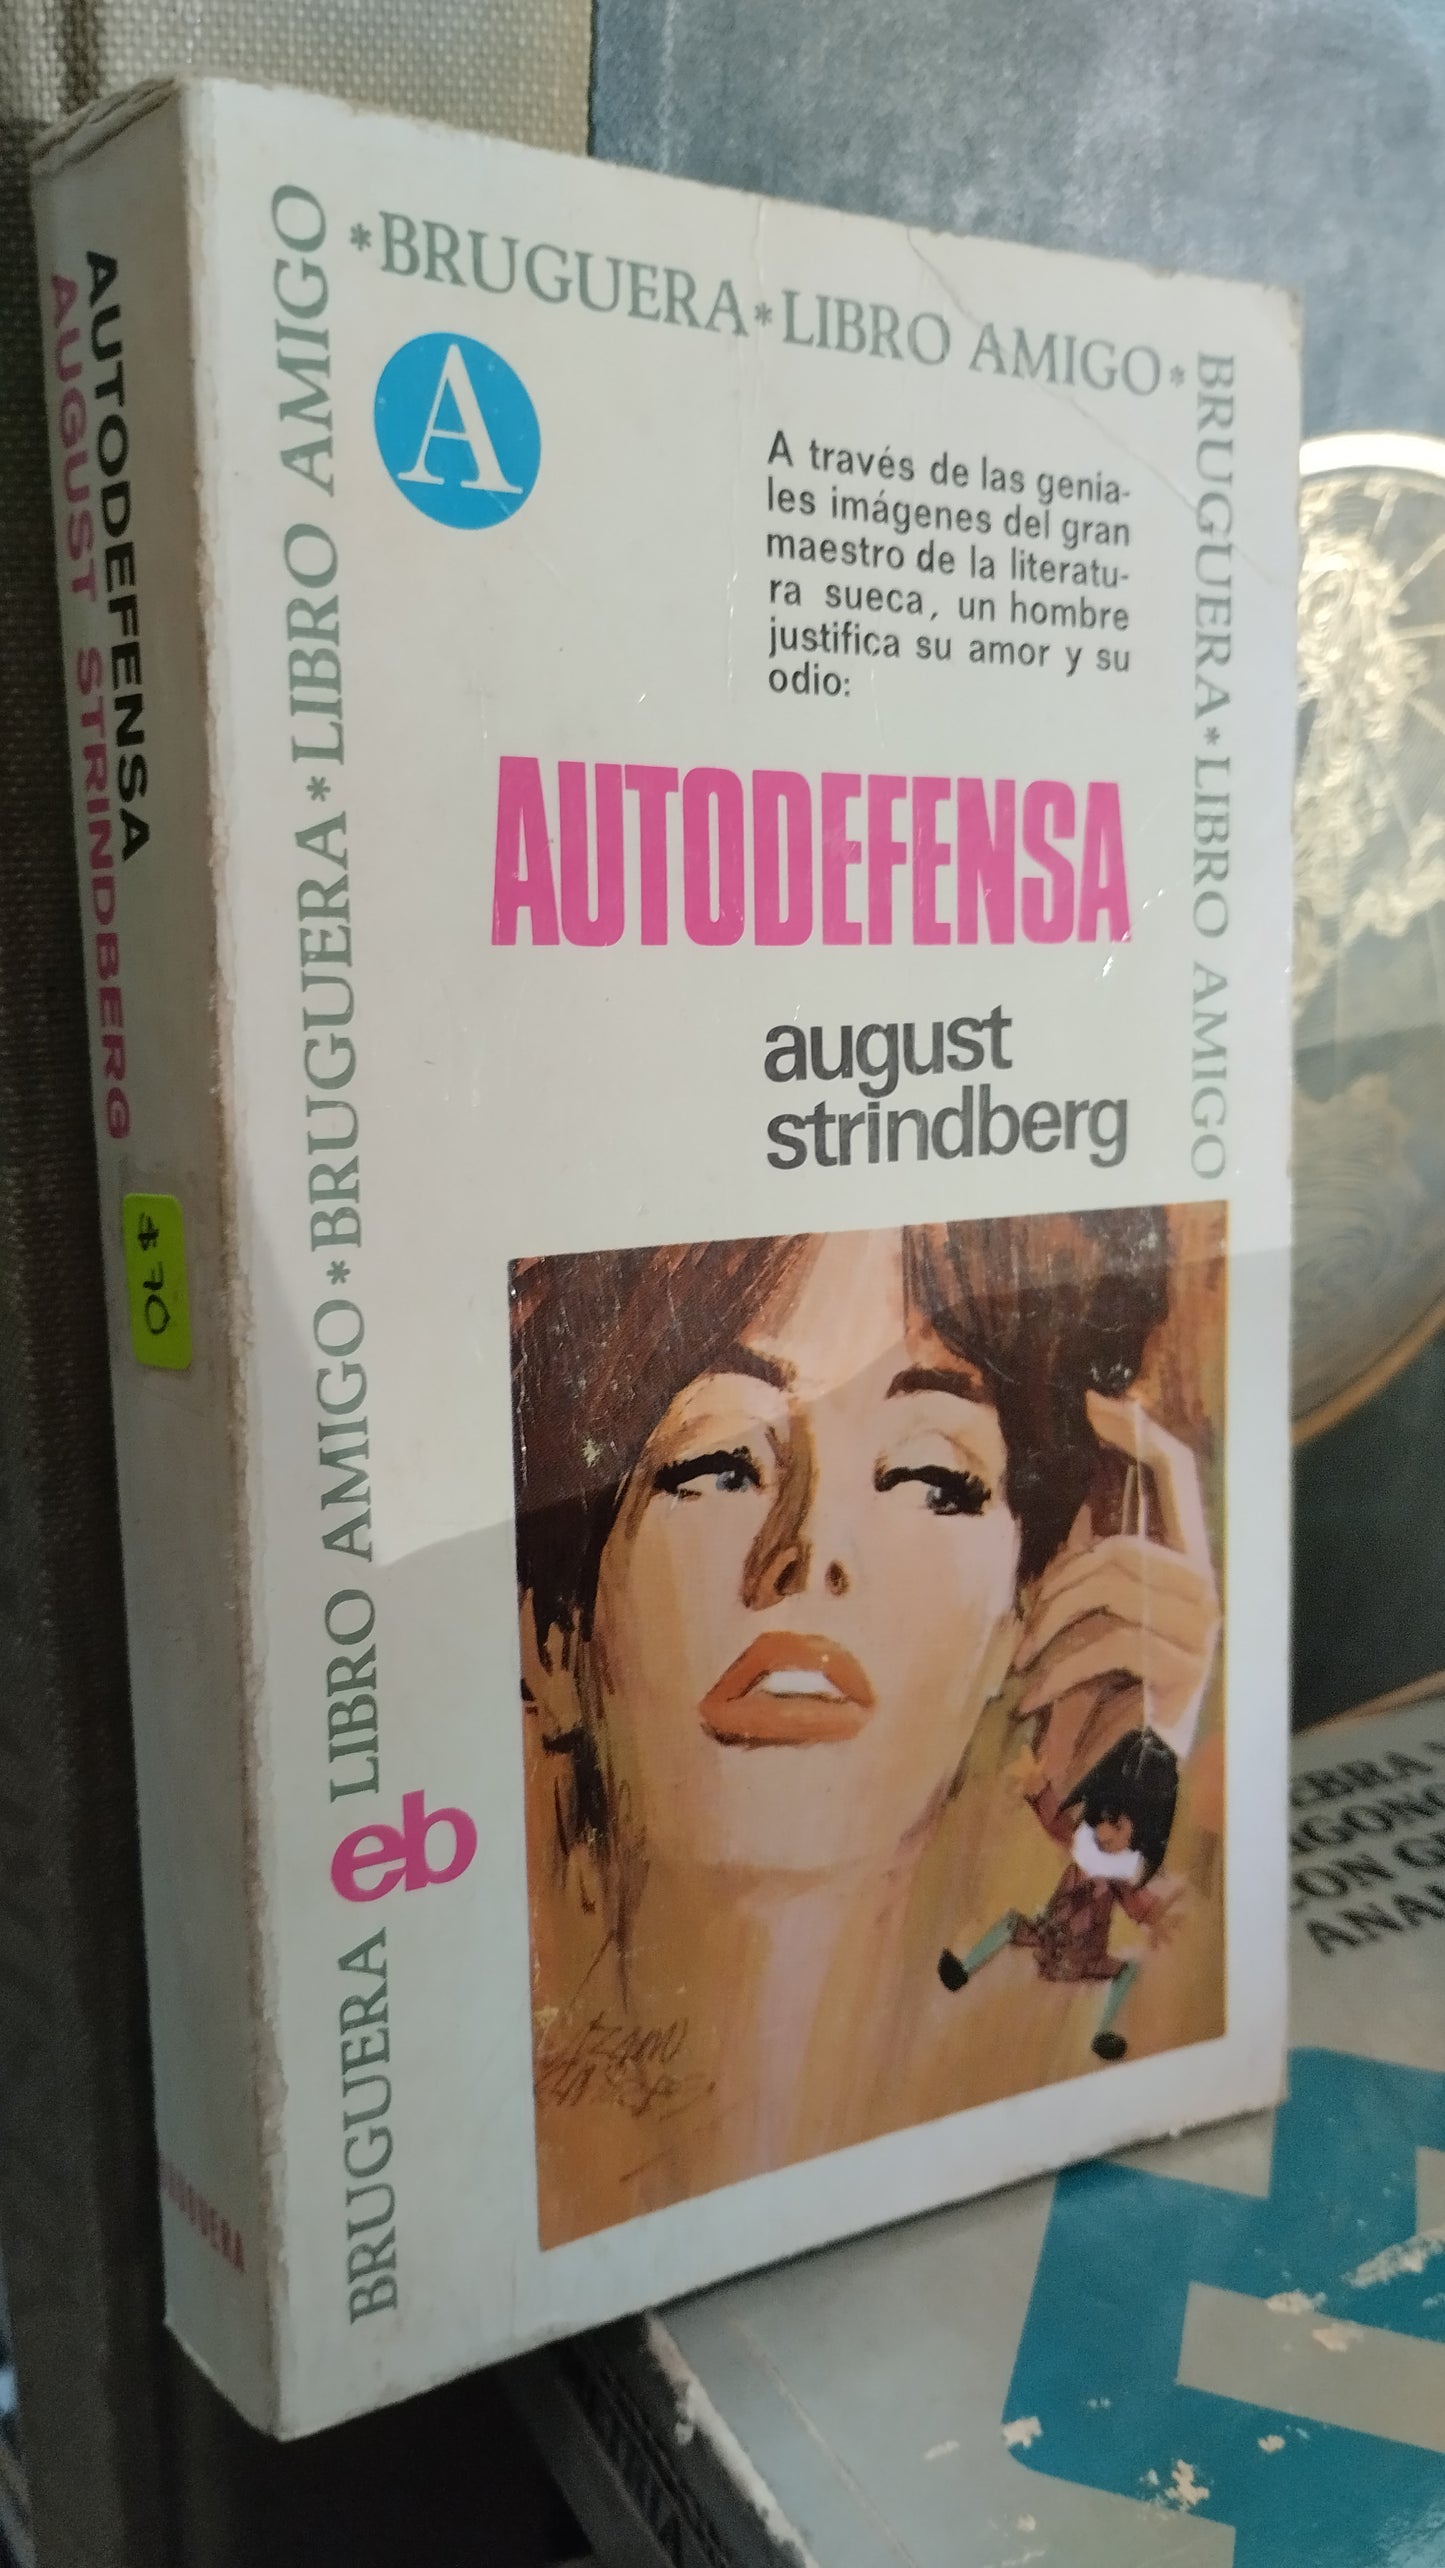 AUTODEFENSA
AUGUST STRINDBERG
$70
BRUGUERA
BRUGUERA
eb
LIBRO AMIGO*BRUGUERA*LIBRO AMIGO
*BRUGUERA*LIBRO AMIGO*
BRUGUERA*LIBRO AMIGO
A
A través de las genia-
les imágenes del gran
maestro de la literatu-
ra sueca, un hombre
justifica su amor y su
odio:
AUTODEFENSA
august
strindberg